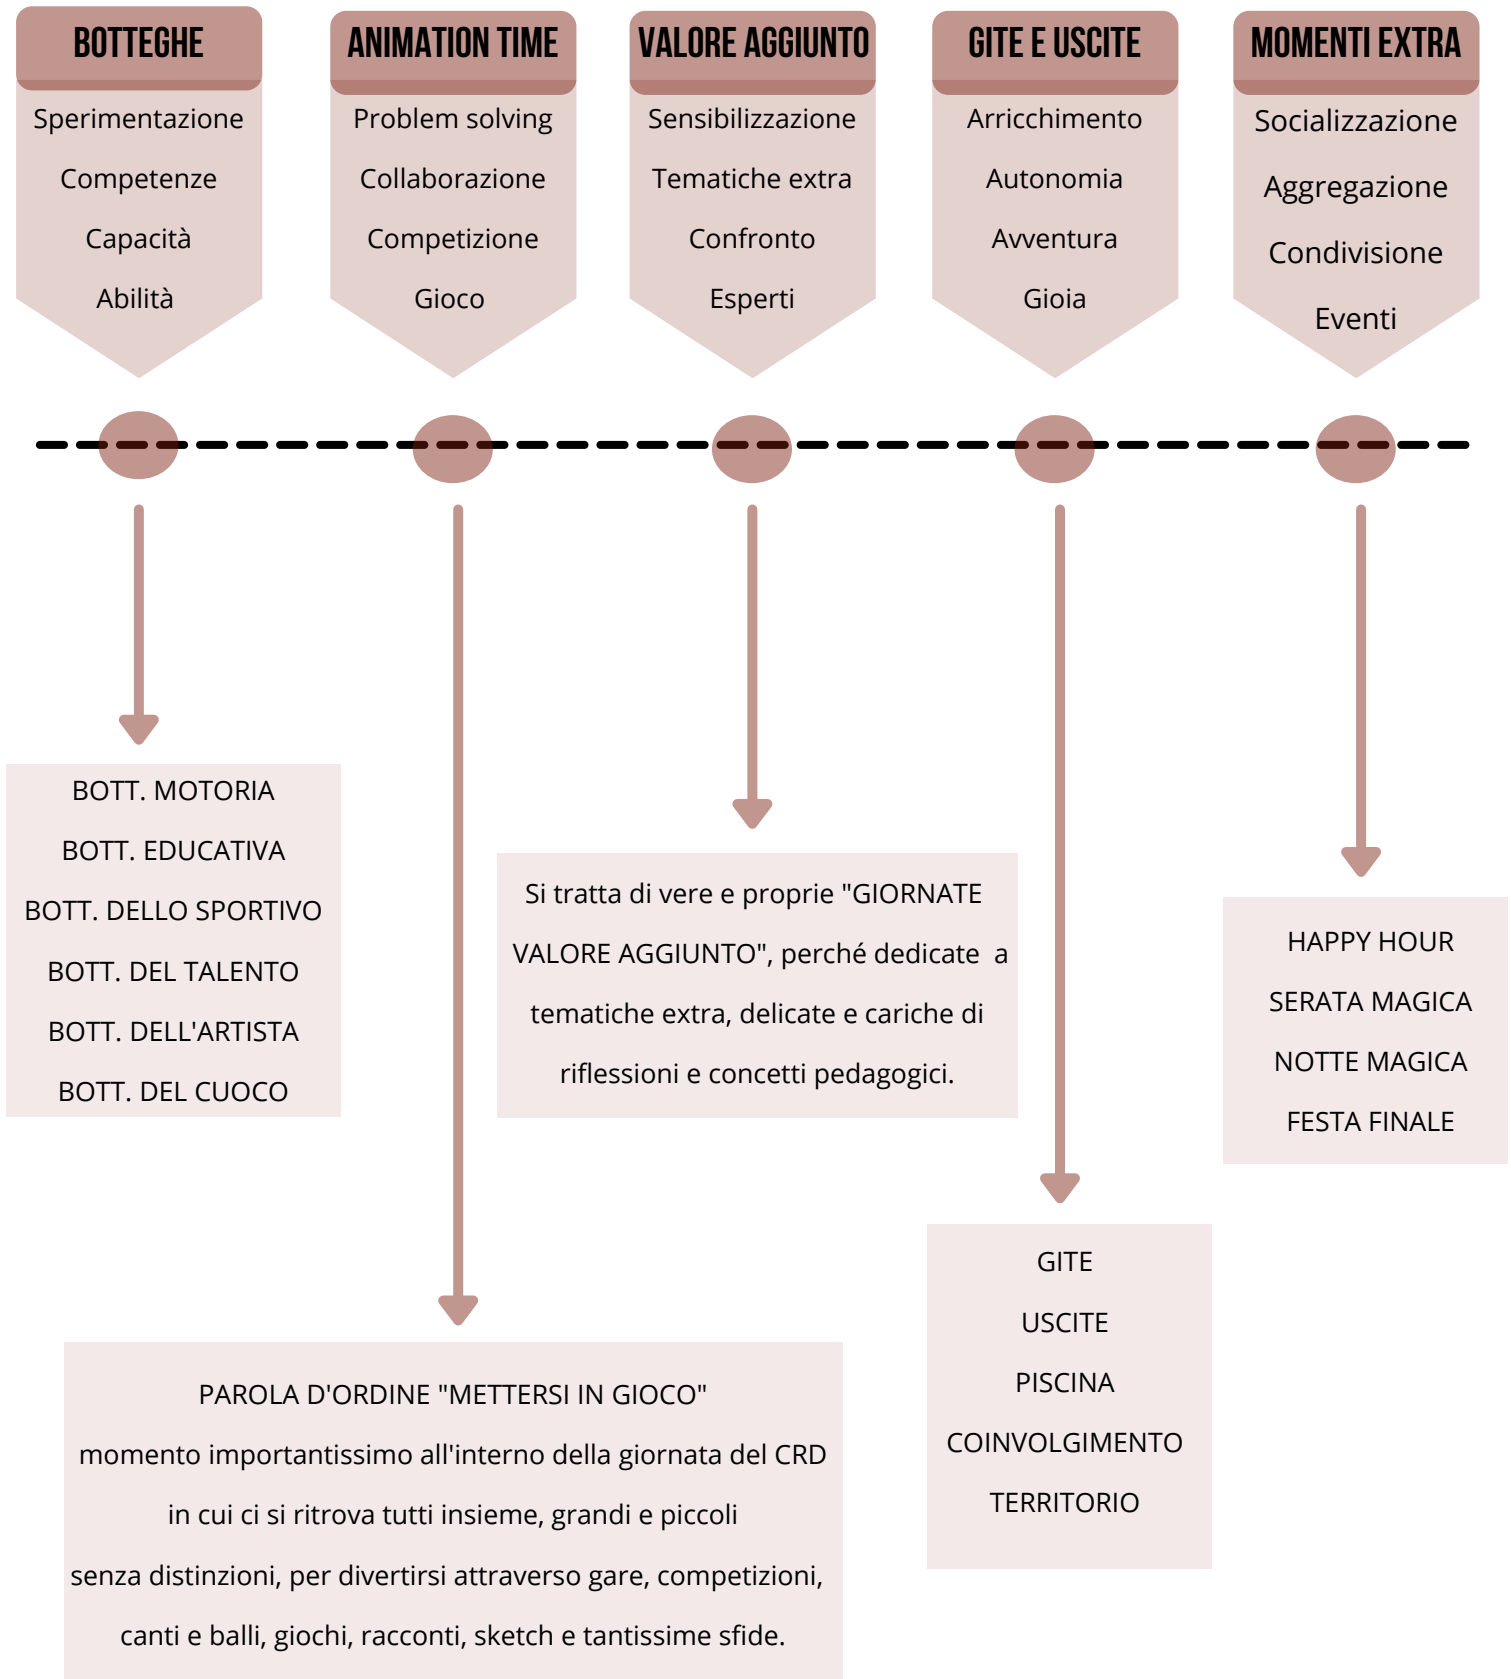 BOTTEGHE
Sperimentazione
Competenze
Capacità
Abilità
ANIMATION TIME
Problem solving
Collaborazione
Competizione
Gioco
VALORE AGGIUNTO
Sensibilizzazione
Tematiche extra
Confronto
Esperti
GITE E USCITE
Arricchimento
Autonomia
Avventura
Gioia
MOMENTI EXTRA
Socializzazione
Aggregazione
Condivisione
Eventi
BOTT. MOTORIA
BOTT. EDUCATIVA
BOTT. DELLO SPORTIVO
BOTT. DEL TALENTO
BOTT. DELL'ARTISTA
BOTT. DEL CUOCO
PAROLA D'ORDINE "METTERSI IN GIOCO"
momento importantissimo all'interno della giornata del CRD
in cui ci si ritrova tutti insieme, grandi e piccoli
senza distinzioni, per divertirsi attraverso gare, competizioni,
canti e balli, giochi, racconti, sketch e tantissime sfide.
Si tratta di vere e proprie "GIORNATE
VALORE AGGIUNTO", perché dedicate a
tematiche extra, delicate e cariche di
riflessioni e concetti pedagogici.
GITE
USCITE
PISCINA
COINVOLGIMENTO
TERRITORIO
HAPPY HOUR
SERATA MAGICA
NOTTE MAGICA
FESTA FINALE